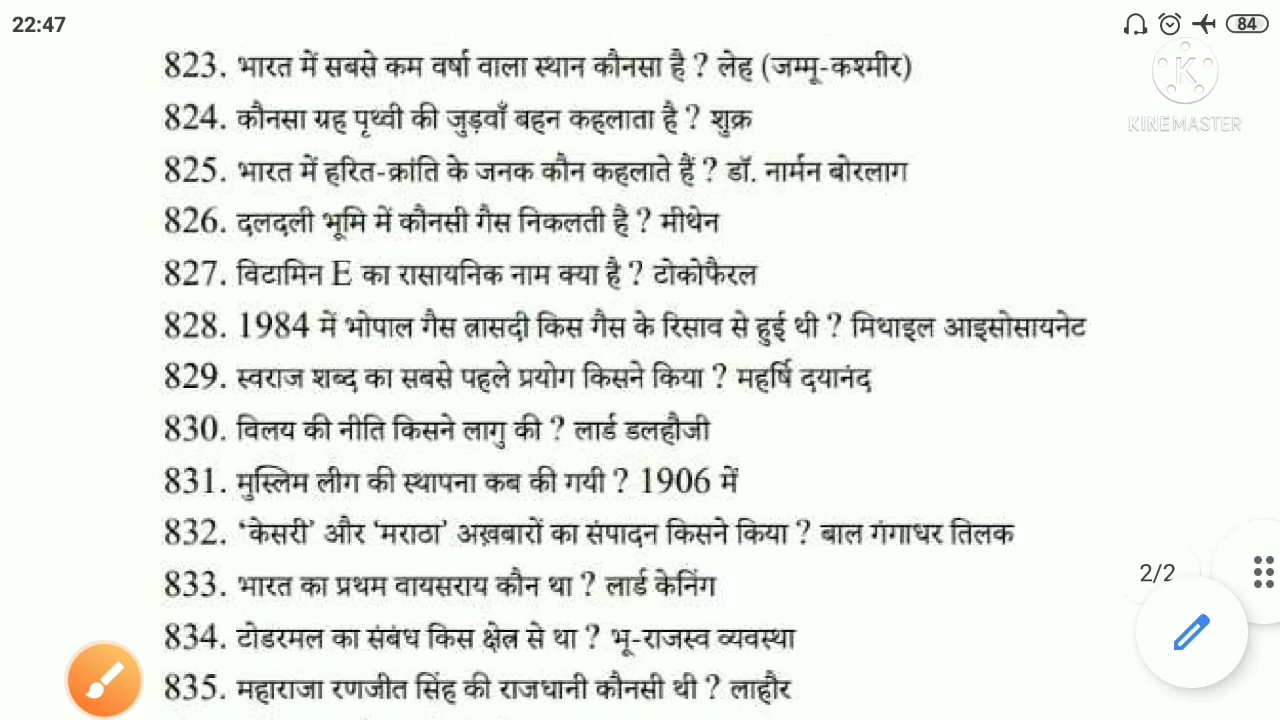 22:47
84
K
KINEMASTER
823. भारत में सबसे कम वर्षा वाला स्थान कौनसा है ? लेह (जम्मू-कश्मीर)
824. कौनसा ग्रह पृथ्वी की जुड़वाँ बहन कहलाता है ? शुक्र
825. भारत में हरित-क्रांति के जनक कौन कहलाते हैं ? डॉ. नार्मन बोरलाग
826. दलदली भूमि में कौनसी गैस निकलती है ? मीथेन
827. विटामिन E का रासायनिक नाम क्या है ? टोकोफैरल
828. 1984 में भोपाल गैस त्रासदी किस गैस के रिसाव से हुई थी ? मिथाइल आइसोसायनेट
829. स्वराज शब्द का सबसे पहले प्रयोग किसने किया ? महर्षि दयानंद
830. विलय की नीति किसने लागु की ? लार्ड डलहौजी
831. मुस्लिम लीग की स्थापना कब की गयी ? 1906 में
832. ‘केसरी’ और ‘मराठा’ अख़बारों का संपादन किसने किया ? बाल गंगाधर तिलक
833. भारत का प्रथम वायसराय कौन था ? लार्ड केनिंग
2/2
834. टोडरमल का संबंध किस क्षेत्र से था ? भू-राजस्व व्यवस्था
835. महाराजा रणजीत सिंह की राजधानी कौनसी थी ? लाहौर